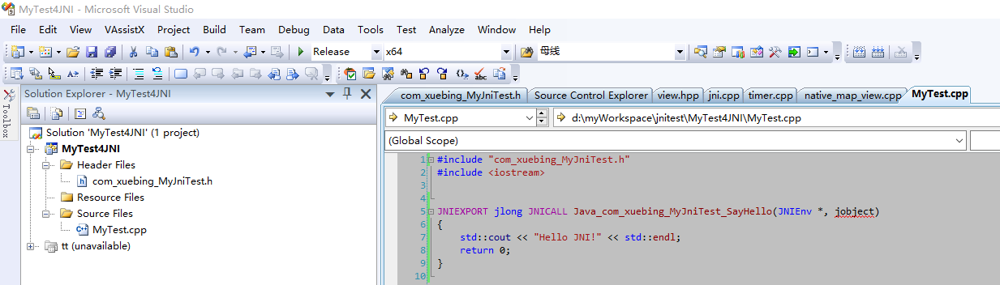 MyTest4JNI - Microsoft Visual Studio
File Edit View VAssistX Project Build Team Debug Data Tools Test Analyze Window Help
Release x64 母线
Toolbox
Solution Explorer - MyTest4JNI
Solution 'MyTest4JNI' (1 project)
MyTest4JNI
Header Files
com_xuebing_MyJniTest.h
Resource Files
Source Files
MyTest.cpp
tt (unavailable)
com_xuebing_MyJniTest.h Source Control Explorer view.hpp jni.cpp timer.cpp native_map_view.cpp MyTest.cpp
MyTest.cpp d:\myWorkspace\jnitest\MyTest4JNI\MyTest.cpp
(Global Scope)
1 #include "com_xuebing_MyJniTest.h"
2 #include <iostream>
3
4
5 JNIEXPORT jlong JNICALL Java_com_xuebing_MyJniTest_SayHello(JNIEnv *, jobject)
6 {
7 std::cout << "Hello JNI!" << std::endl;
8 return 0;
9 }
10